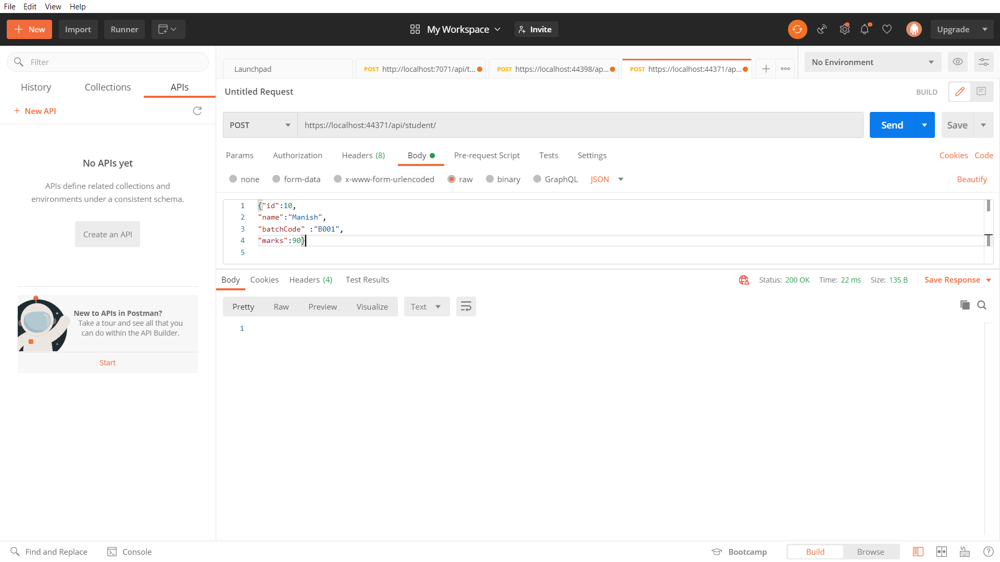 File Edit View Help
New Import Runner My Workspace Invite Upgrade
Filter
History Collections APIs
New API
No APIs yet
APIs define related collections and
environments under a consistent schema.
Create an API
New to APIs in Postman?
Take a tour and see all that you
can do within the API Builder.
Start
Launchpad POST http://localhost:7071/api/t... POST https://localhost:44398/ap... POST https://localhost:44371/ap... No Environment
Untitled Request BUILD
POST https://localhost:44371/api/student/ Send Save
Params Authorization Headers (8) Body Pre-request Script Tests Settings Cookies Code
none form-data x-www-form-urlencoded raw binary GraphQL JSON Beautify
1 {"id":10,
2 "name":"Manish",
3 "batchCode" :"B001",
4 "marks":90}
5
Body Cookies Headers (4) Test Results Status: 200 OK Time: 22 ms Size: 135 B Save Response
Pretty Raw Preview Visualize Text
1
Find and Replace Console Bootcamp Build Browse